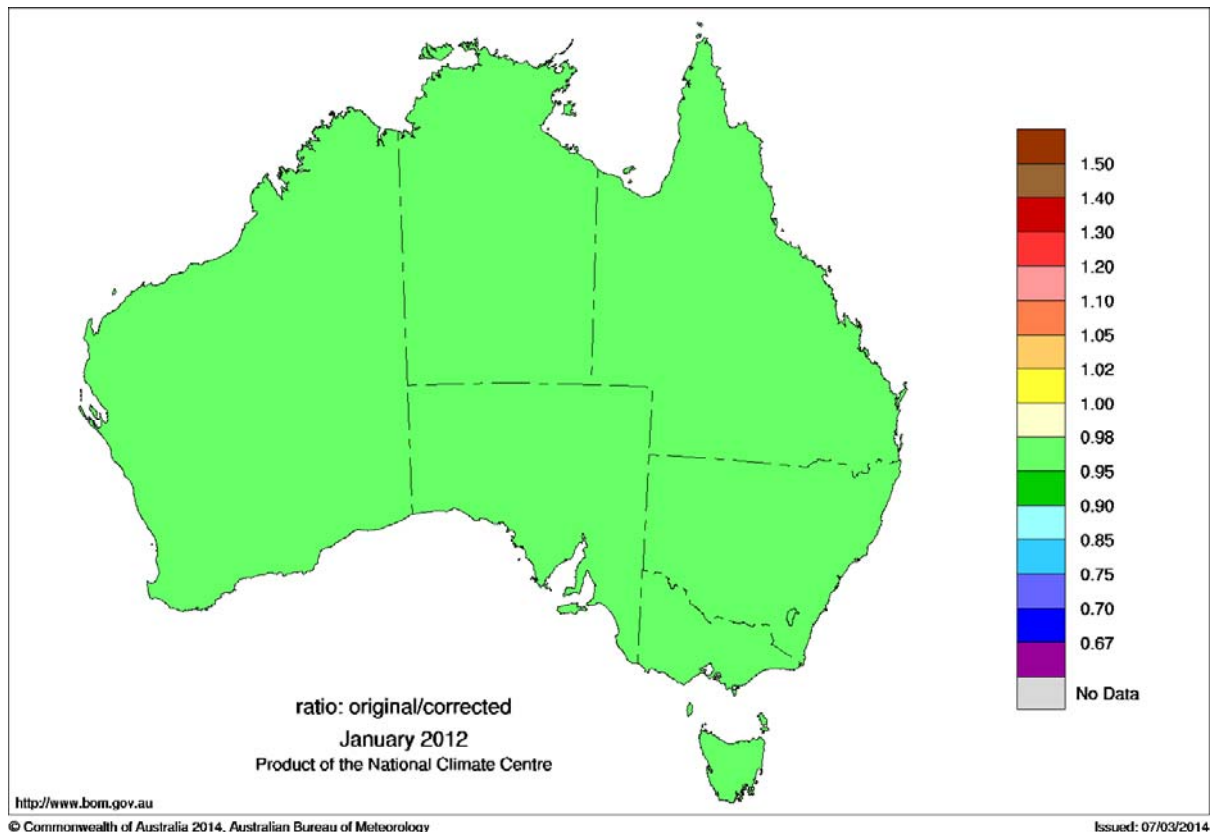 1.50
1.40
1.30
1.20
1.10
1.05
1.02
1.00
0.98
0.95
0.90
0.85
0.75
0.70
0.67
No Data
ratio: original/corrected
January 2012
Product of the National Climate Centre
http://www.bom.gov.au
© Commonwealth of Australia 2014, Australian Bureau of Meteorology
Issued: 07/03/2014